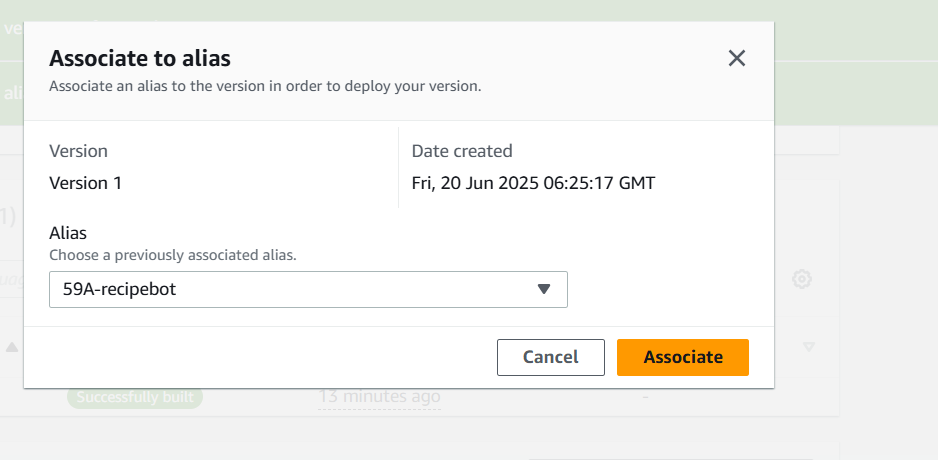 Associate to alias
Associate an alias to the version in order to deploy your version.
Version
Date created
Version 1
Fri, 20 Jun 2025 06:25:17 GMT
Alias
Choose a previously associated alias.
59A-recipebot
Cancel
Associate
Successfully built
13 minutes ago
-